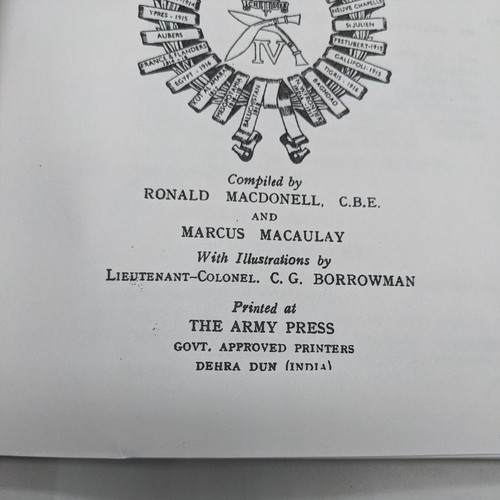 YPRES-1915
AUBERS
FRANCE & FLANDERS
EGYPT-1916
BALUCHISTAN
IV
NEUVE CHAPELLE
ST JULIEN
FESTUBERT-1915
GALLIPOLI-1915
TIGRIS-1916
BAGHDAD
Compiled by
RONALD MACDONELL, C.B.E.
AND
MARCUS MACAULAY
With Illustrations by
LIEUTENANT-COLONEL. C. G. BORROWMAN
Printed at
THE ARMY PRESS
GOVT. APPROVED PRINTERS
DEHRA DUN (INDIA)